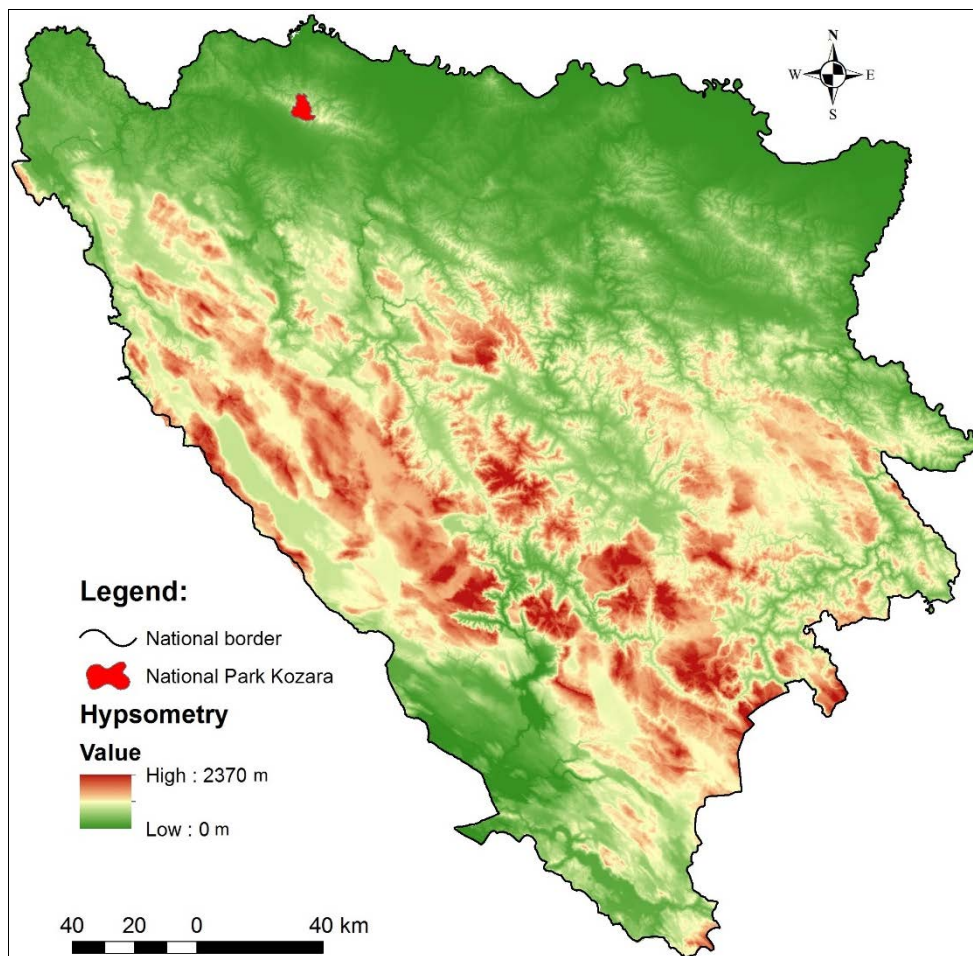 N
W E
S
Legend:
National border
National Park Kozara
Hypsometry
Value
High : 2370 m
Low : 0 m
40 20 0 40 km